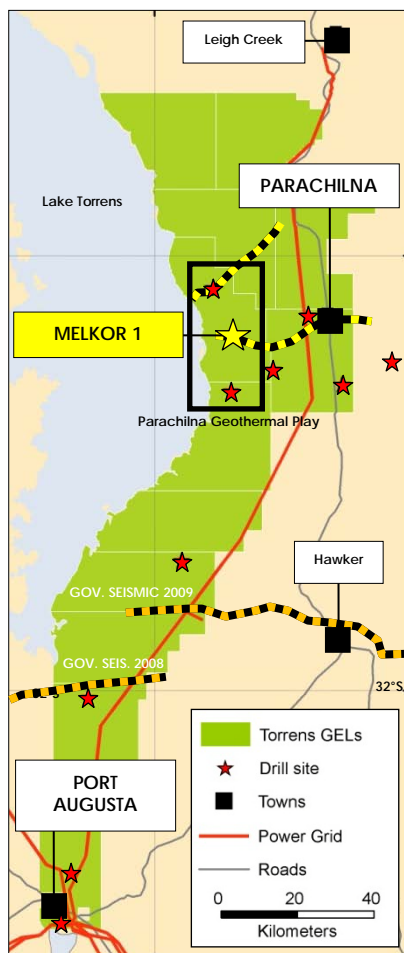 Leigh Creek
PARACHILNA
Lake Torrens
MELKOR 1
Parachilna Geothermal Play
Hawker
GOV. SEISMIC 2009
GOV. SEIS. 2008
32°S
PORT
AUGUSTA
Torrens GELs
Drill site
Towns
Power Grid
Roads
0 20 40
Kilometers